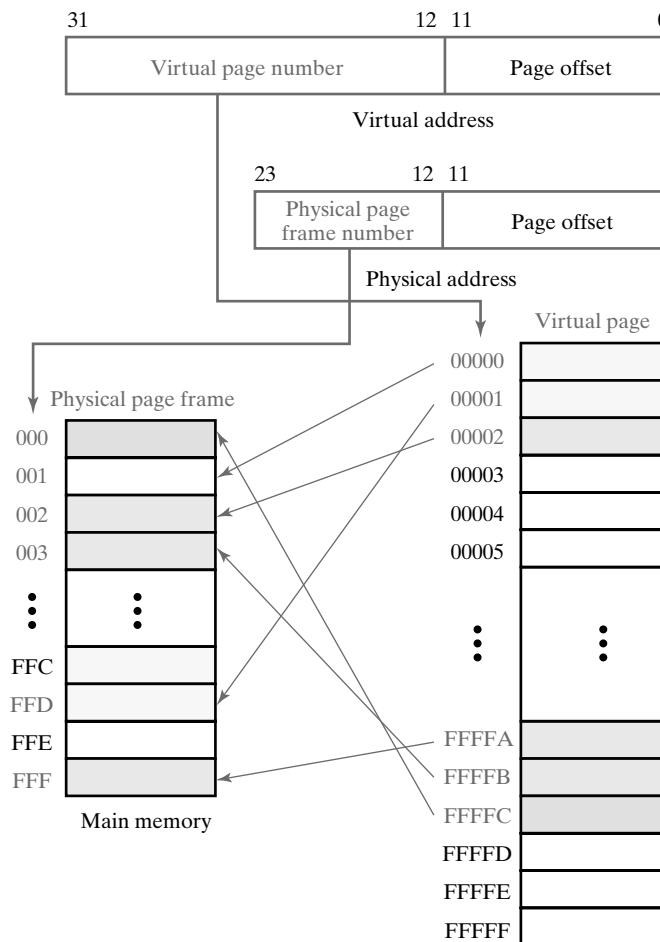 31 12 11
Virtual page number Page offset
Virtual address
23 12 11
Physical page
frame number Page offset
Physical address
Virtual page
Physical page frame
00000
00001
00002
00003
00004
00005
000
001
002
003
FFC
FFD
FFE
FFF
Main memory
FFFFA
FFFFB
FFFFC
FFFFD
FFFFE
FFFFF